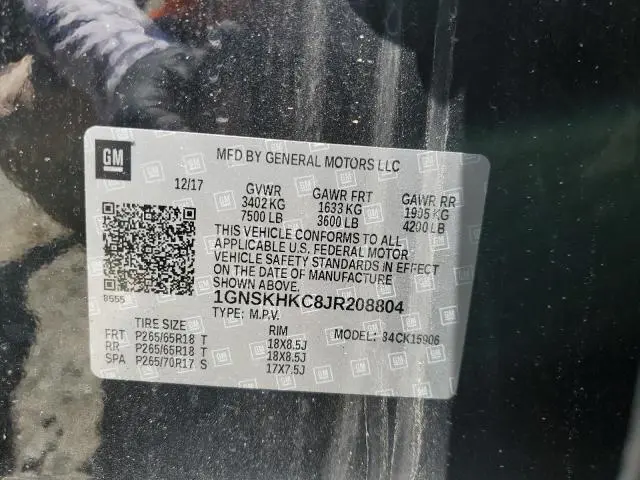 GM
MFD BY GENERAL MOTORS LLC
12/17
GVWR GAWR FRT GAWR RR
3402 KG 1633 KG 1905 KG
7500 LB 3600 LB 4200 LB
THIS VEHICLE CONFORMS TO ALL
APPLICABLE U.S. FEDERAL MOTOR
VEHICLE SAFETY STANDARDS IN EFFECT
ON THE DATE OF MANUFACTURE
SHOWN ABOVE.
8555
1GNSKHKC8JR208804
TYPE: M.P.V.
TIRE SIZE RIM MODEL:
FRT P265/65R18 T 18X8.5J
RR P265/65R18 T 18X8.5J
SPA P265/70R17 S 17X7.5J